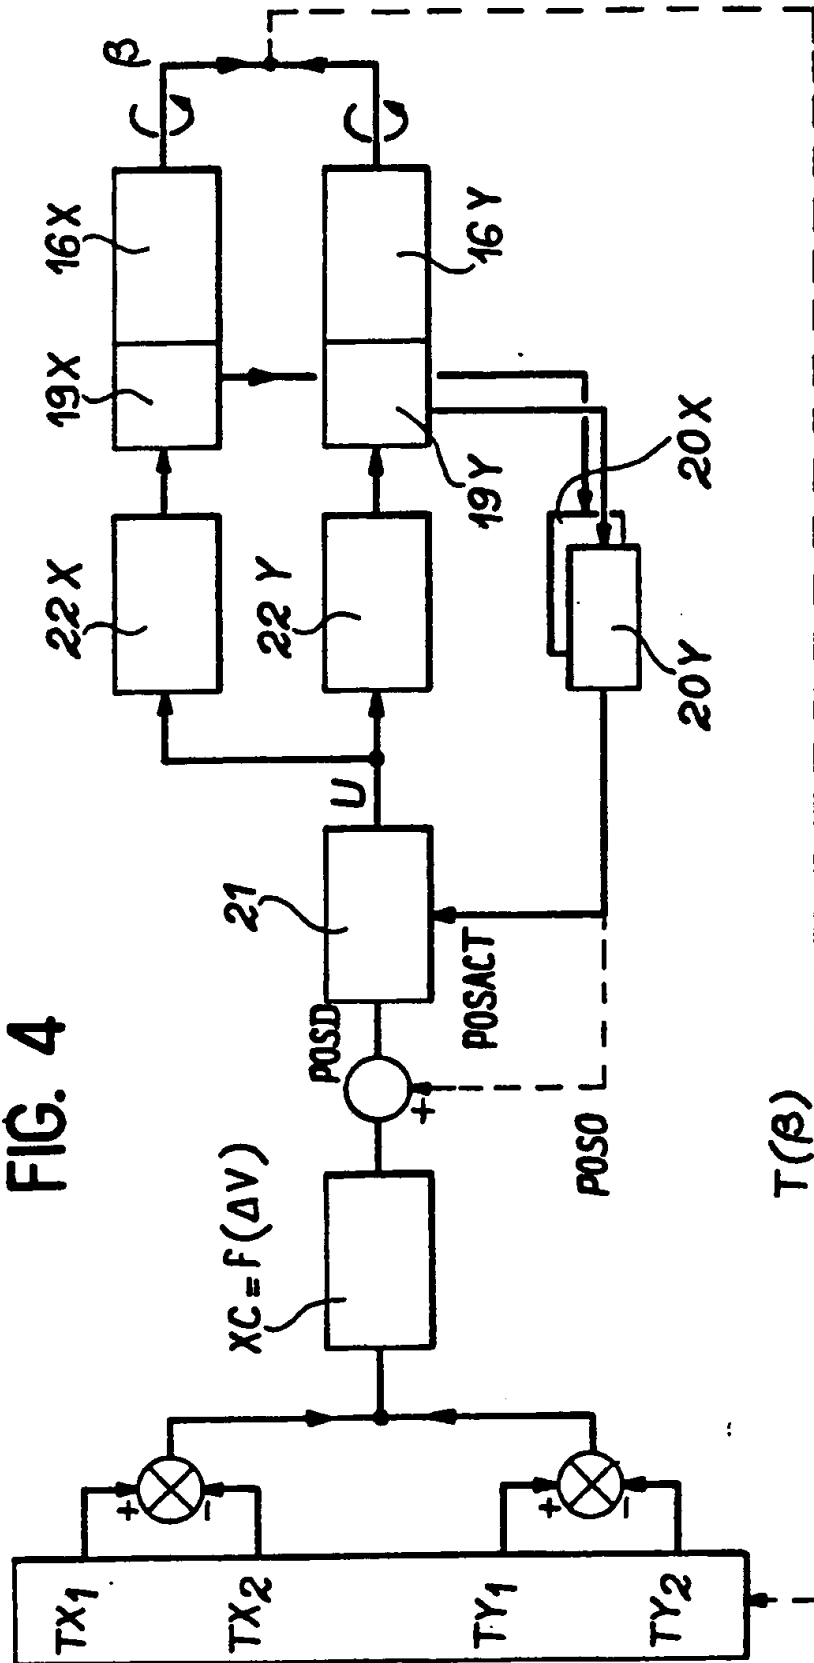 FIG. 4
TX1
TX2
TY1
TY2
+
-
+
-
XC = F(ΔV)
+
POSD
POSO
POSACT
21
U
22X
22Y
19X
16X
19Y
16Y
20X
20Y
β
T(β)